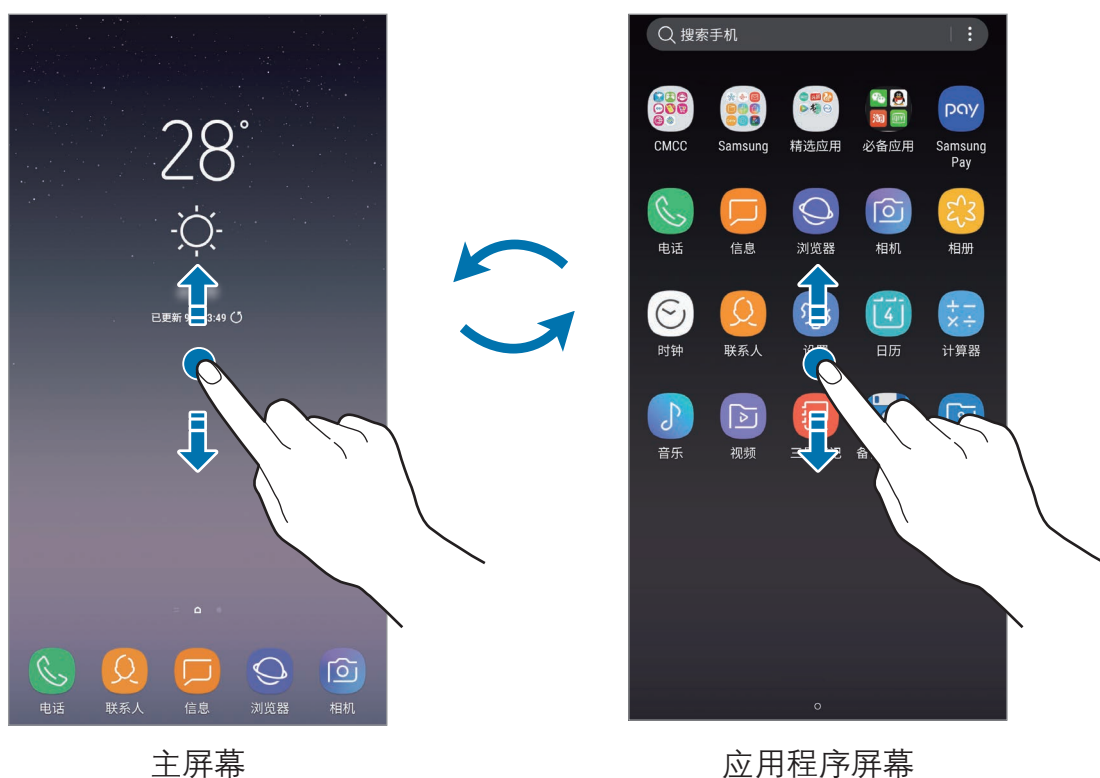 28°
已更新
3:49
电话
联系人
信息
浏览器
相机
主屏幕
搜索手机
CMCC
Samsung
精选应用
必备应用
Samsung
Pay
pay
电话
信息
浏览器
相机
相册
时钟
联系人
4
日历
计算器
音乐
视频
应用程序屏幕